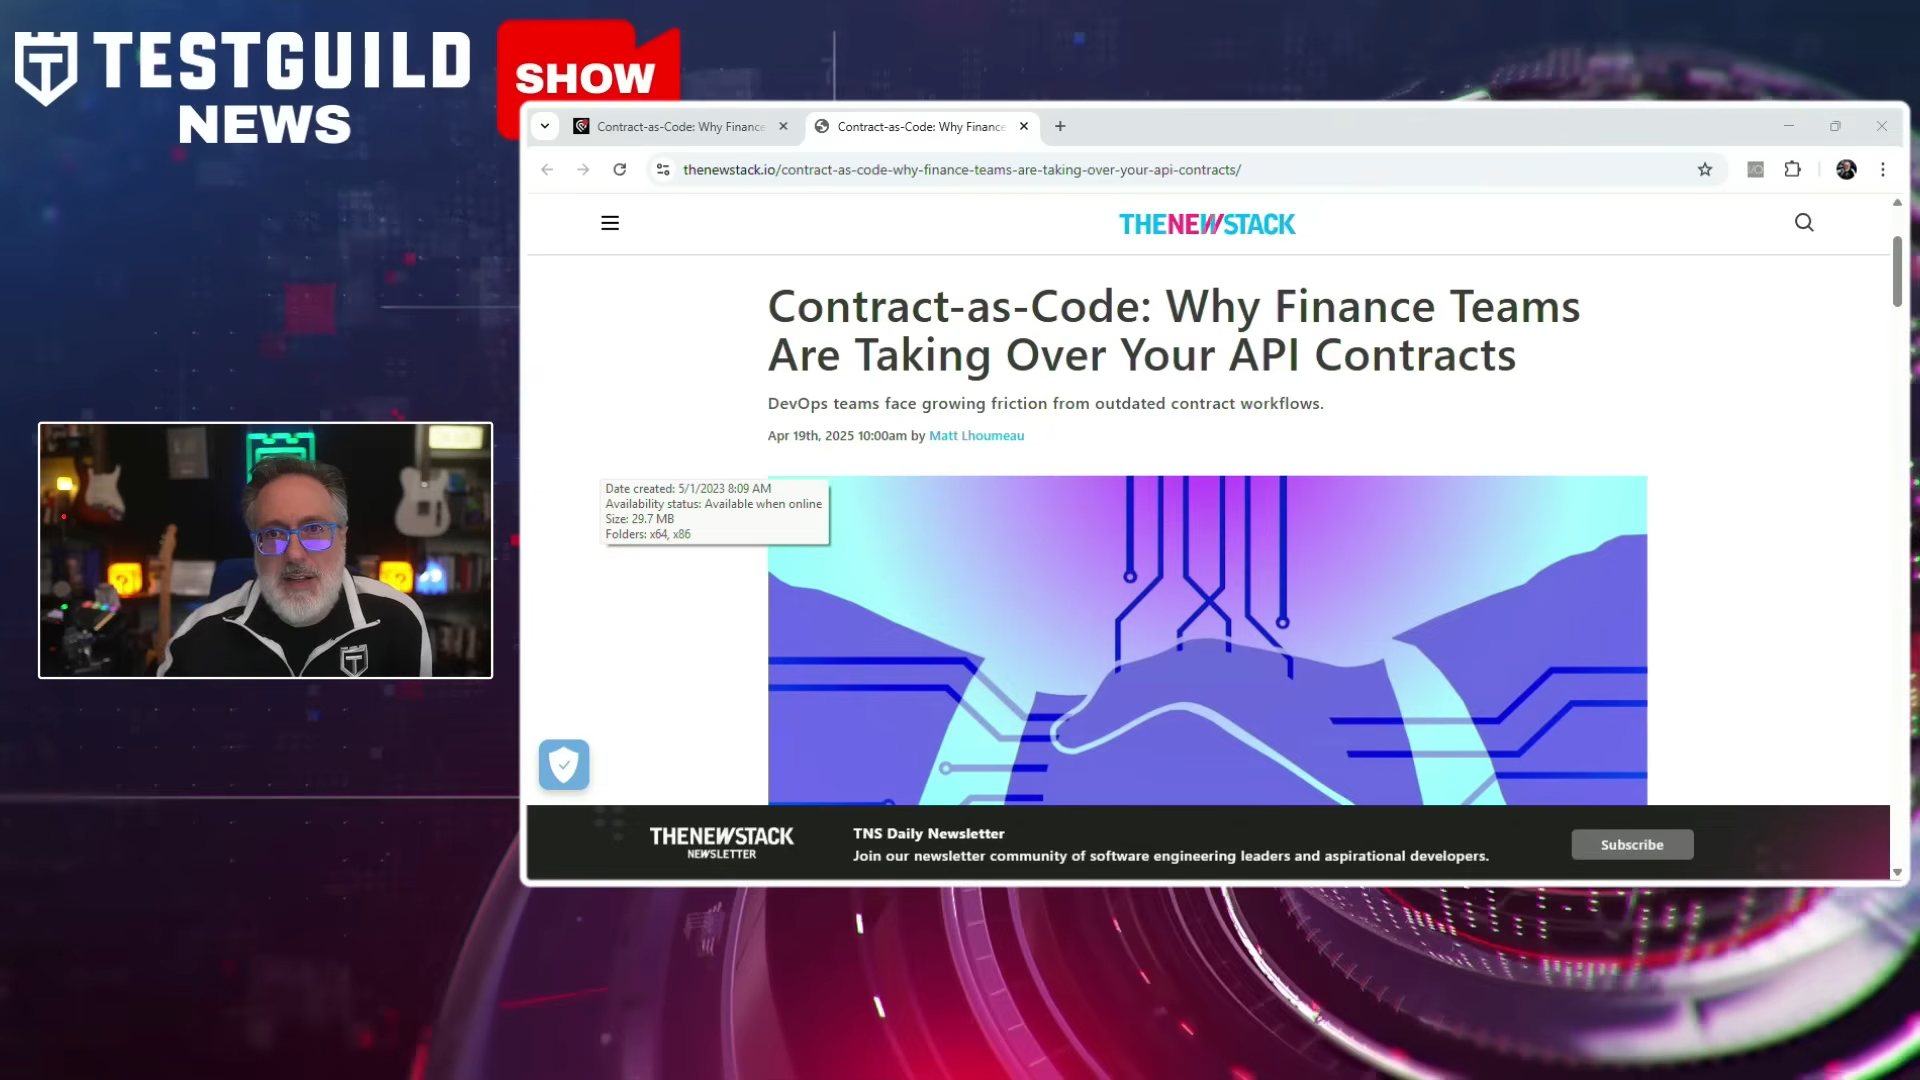 TESTGUILD
NEWS
SHOW
Contract-as-Code: Why Finance
Contract-as-Code: Why Finance
thenewstack.io/contract-as-code-why-finance-teams-are-taking-over-your-api-contracts/
THENEWSTACK
Contract-as-Code: Why Finance Teams
Are Taking Over Your API Contracts
DevOps teams face growing friction from outdated contract workflows.
Apr 19th, 2025 10:00am by Matt Lhoumeau
Date created: 5/1/2023 8:09 AM
Availability status: Available when online
Size: 29.7 MB
Folders: x64, x86
THENEWSTACK
NEWSLETTER
TNS Daily Newsletter
Join our newsletter community of software engineering leaders and aspirational developers.
Subscribe